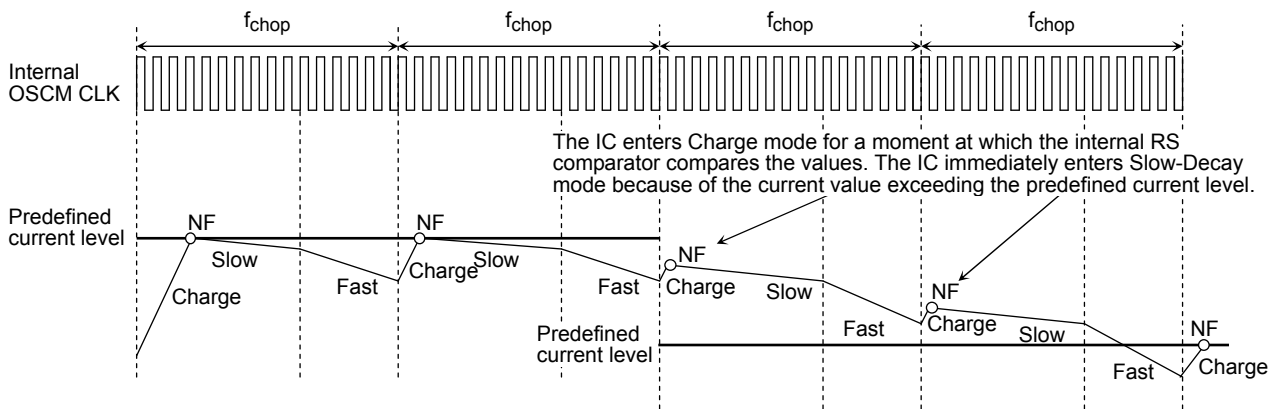 fchop fchop fchop fchop
Internal
OSCM CLK
The IC enters Charge mode for a moment at which the internal RS
comparator compares the values. The IC immediately enters Slow-Decay
mode because of the current value exceeding the predefined current level.
Predefined
current level
NF
Slow
Fast
Charge
NF
Charge
Slow
Fast
NF
Charge
Slow
Fast
NF
Charge
Slow
Fast
Predefined
current level
NF
Charge